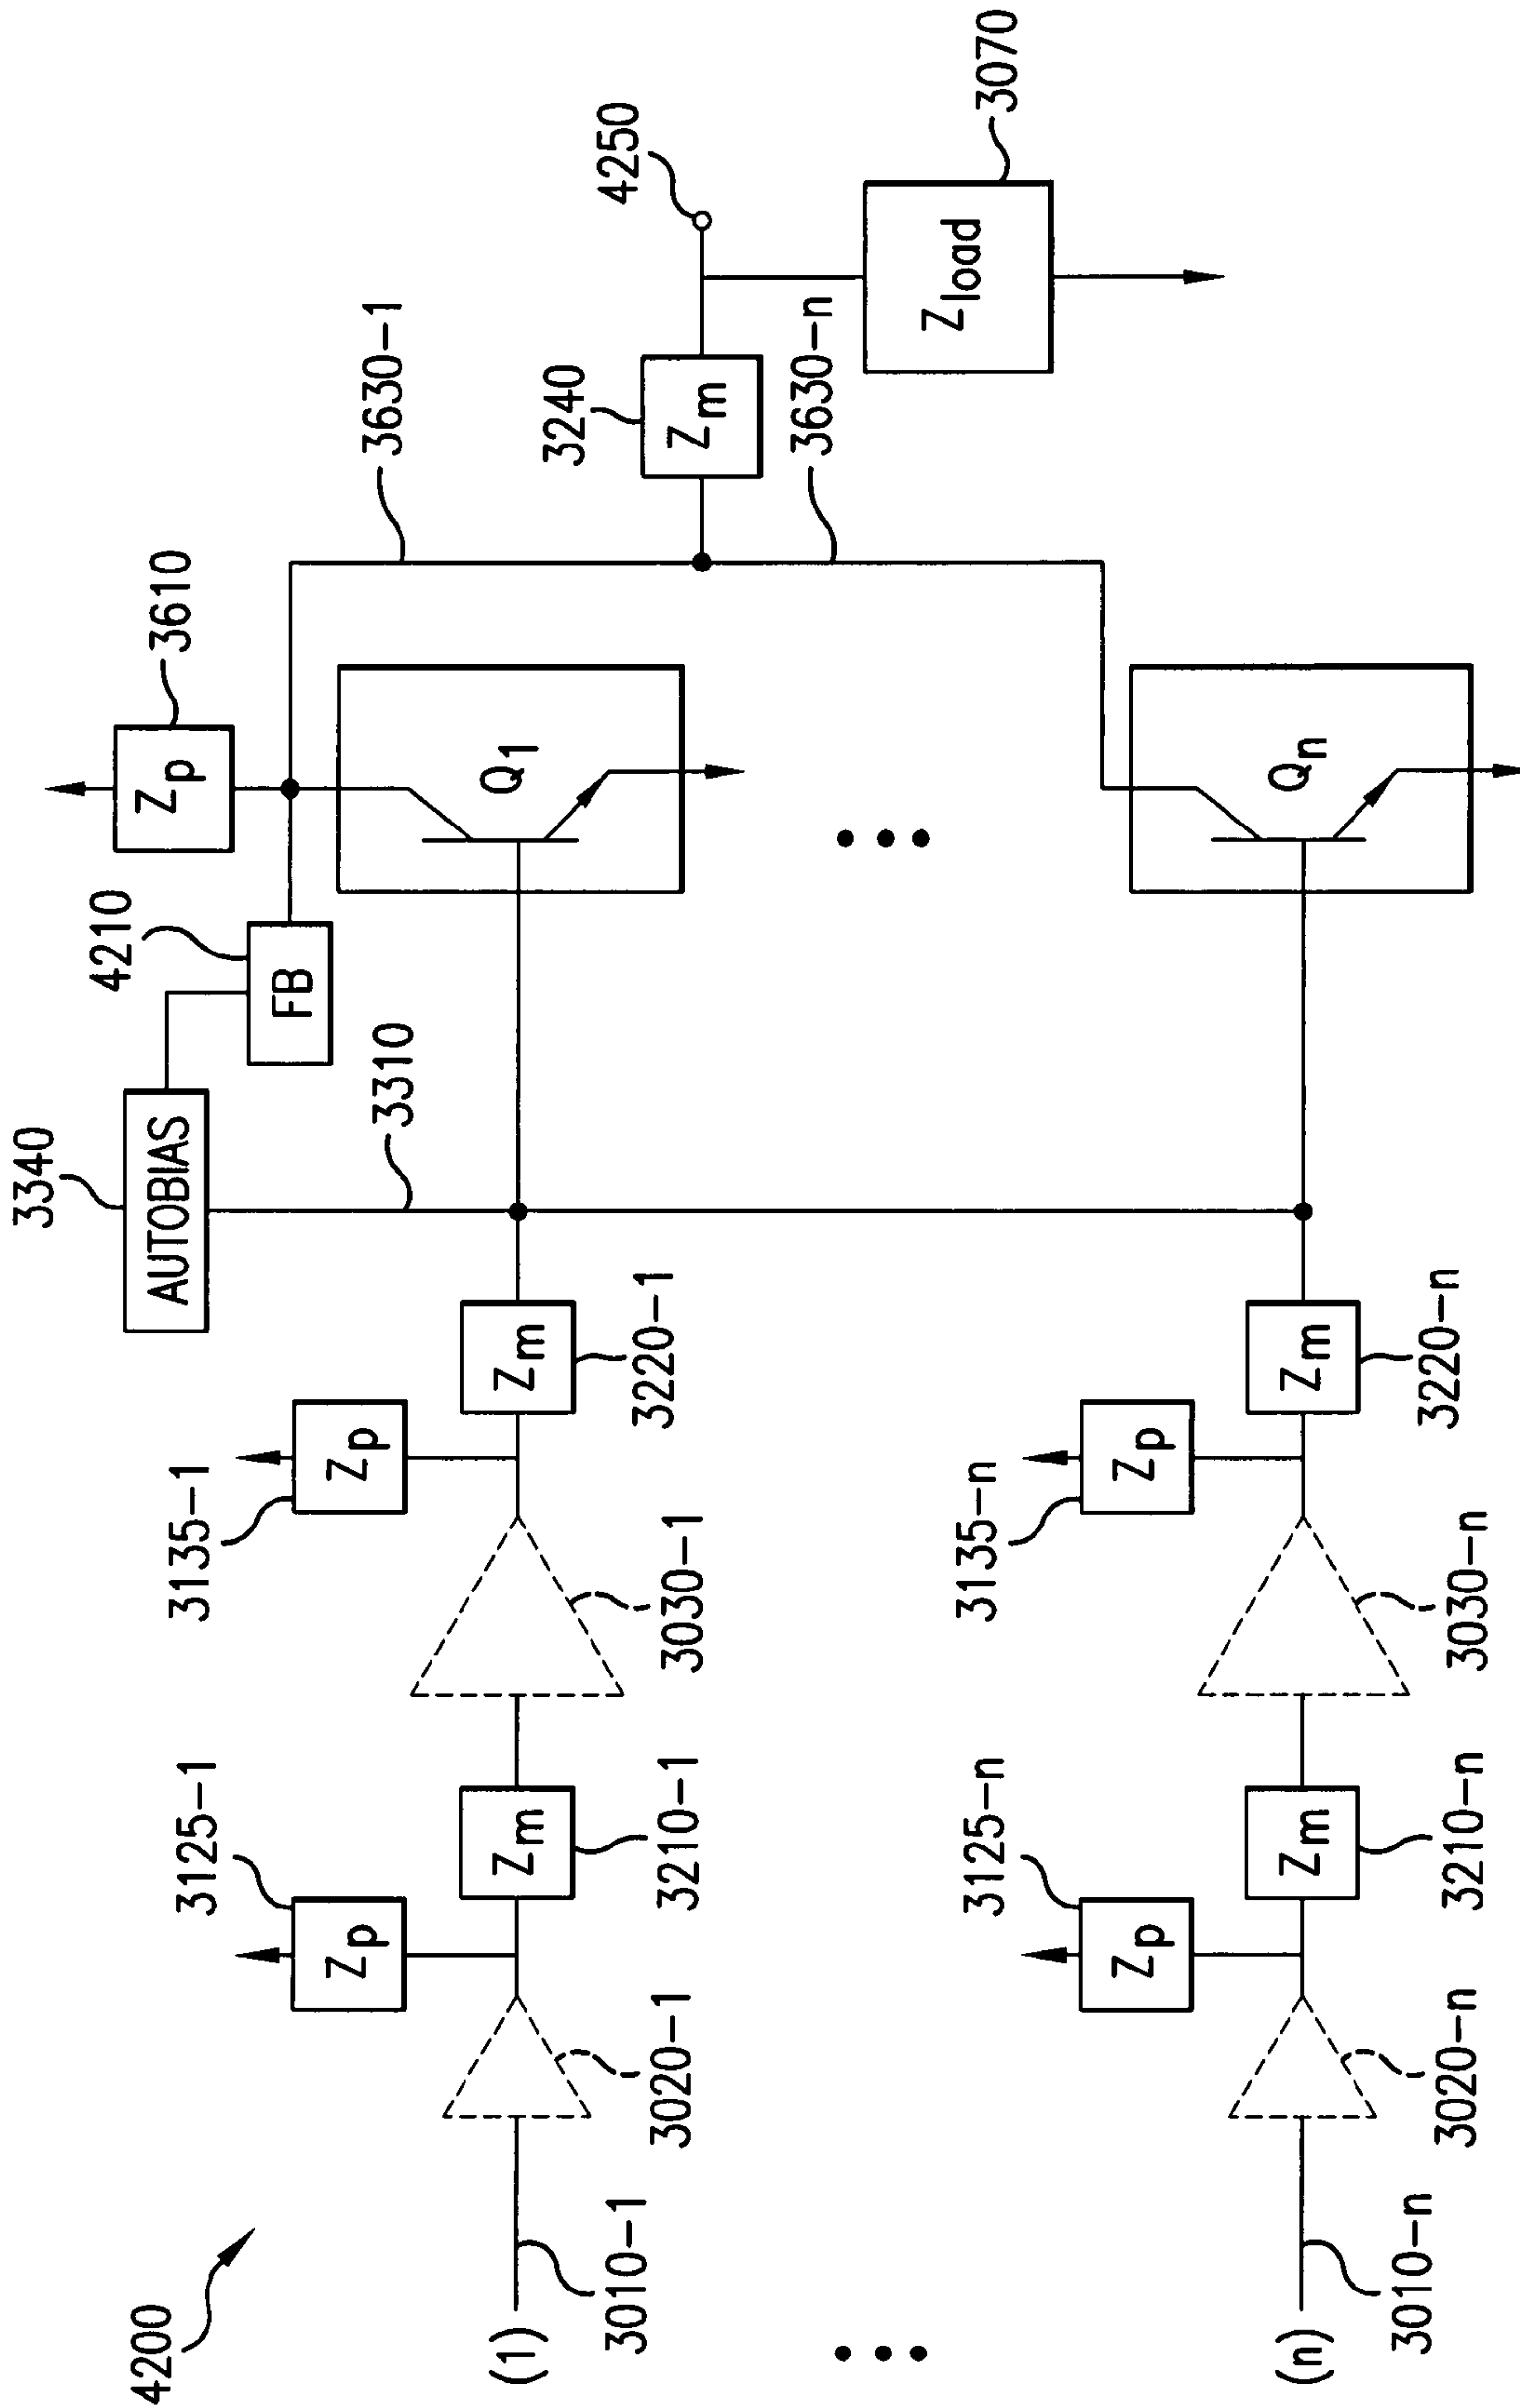 4200
(1)
3010-1
3020-1
3125-1
Zp
3210-1
Zm
3030-1
3135-1
Zp
3220-1
Zm
3340
AUTOBIAS
3310
4210
FB
3610
Zp
Q1
3630-1
3240
Zm
4250
3630-n
Zload
3070
(n)
3010-n
3020-n
3125-n
Zp
3210-n
Zm
3030-n
3135-n
Zp
3220-n
Zm
Qn